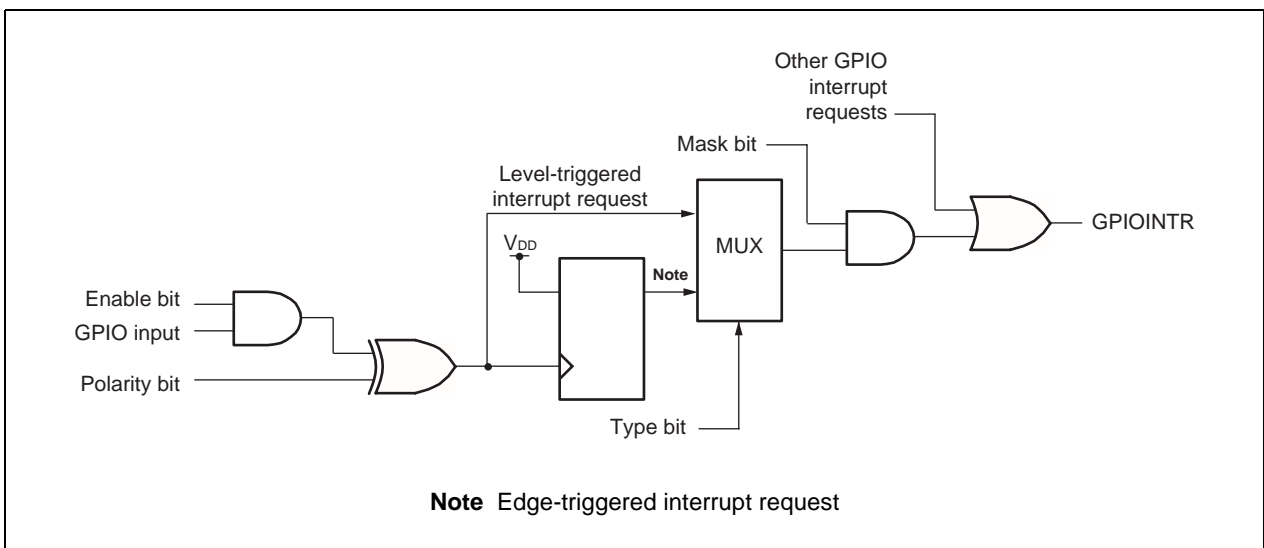 Other GPIO
interrupt
requests
Mask bit
Level-triggered
interrupt request
GPIOINTR
MUX
VDD
Note
Enable bit
GPIO input
Polarity bit
Type bit
Note Edge-triggered interrupt request